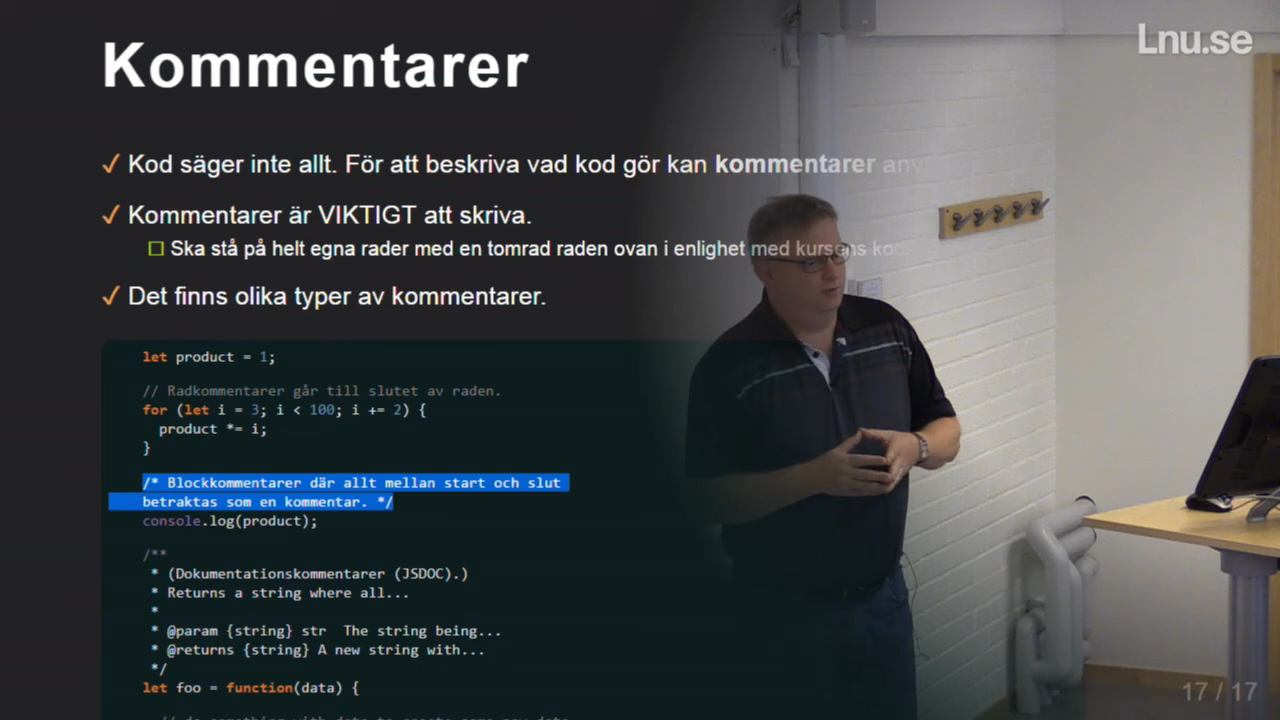 Kommentarer
Lnu.se
✓ Kod säger inte allt. För att beskriva vad kod gör kan kommentarer
✓ Kommentarer är VIKTIGT att skriva.
Ska stå på helt egna rader med en tomrad raden ovan i enlighet med kursens
✓ Det finns olika typer av kommentarer.
let product = 1;
// Radkommentarer går till slutet av raden.
for (let i = 3; i < 100; i += 2) {
product *= i;
}
/* Blockkommentarer där allt mellan start och slut
betraktas som en kommentar. */
console.log(product);
/**
* (Dokumentationskommentarer (JSDOC).)
* Returns a string where all...
*
* @param {string} str The string being...
* @returns {string} A new string with...
*/
let foo = function(data) {
17 / 17